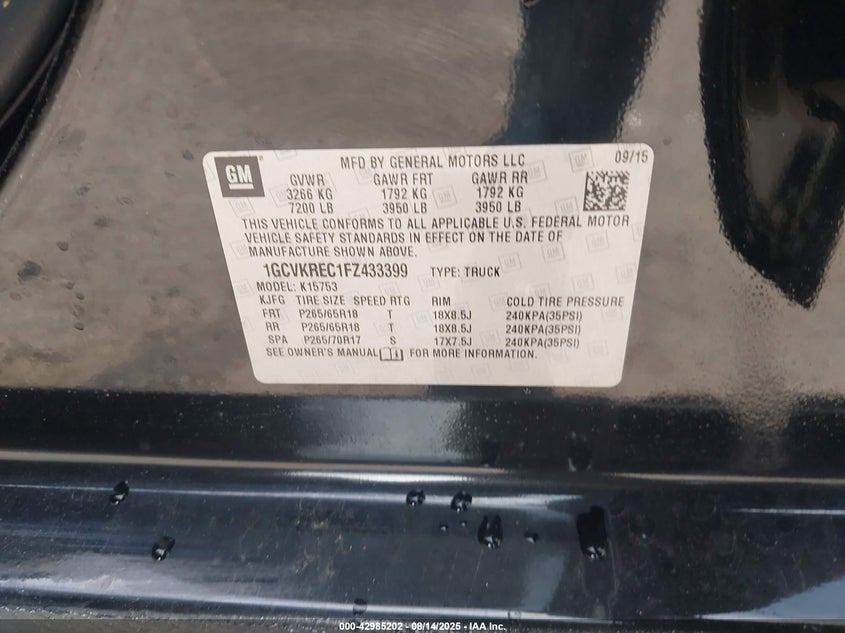 GM
MFD BY GENERAL MOTORS LLC
09/15
GVWR GAWR FRT GAWR RR
3266 KG 1792 KG 1792 KG
7200 LB 3950 LB 3950 LB
THIS VEHICLE CONFORMS TO ALL APPLICABLE U.S. FEDERAL MOTOR
VEHICLE SAFETY STANDARDS IN EFFECT ON THE DATE OF
MANUFACTURE SHOWN ABOVE.
1GCVKREC1FZ433399 TYPE: TRUCK
MODEL: K15753
KJFG TIRE SIZE SPEED RTG RIM COLD TIRE PRESSURE
FRT P265/65R18 T 18X8.5J 240KPA(35PSI)
RR P265/65R18 T 18X8.5J 240KPA(35PSI)
SPA P265/70R17 S 17X7.5J 240KPA(35PSI)
SEE OWNER'S MANUAL FOR MORE INFORMATION.
000-42985202 - 08/14/2025 - IAA Inc.